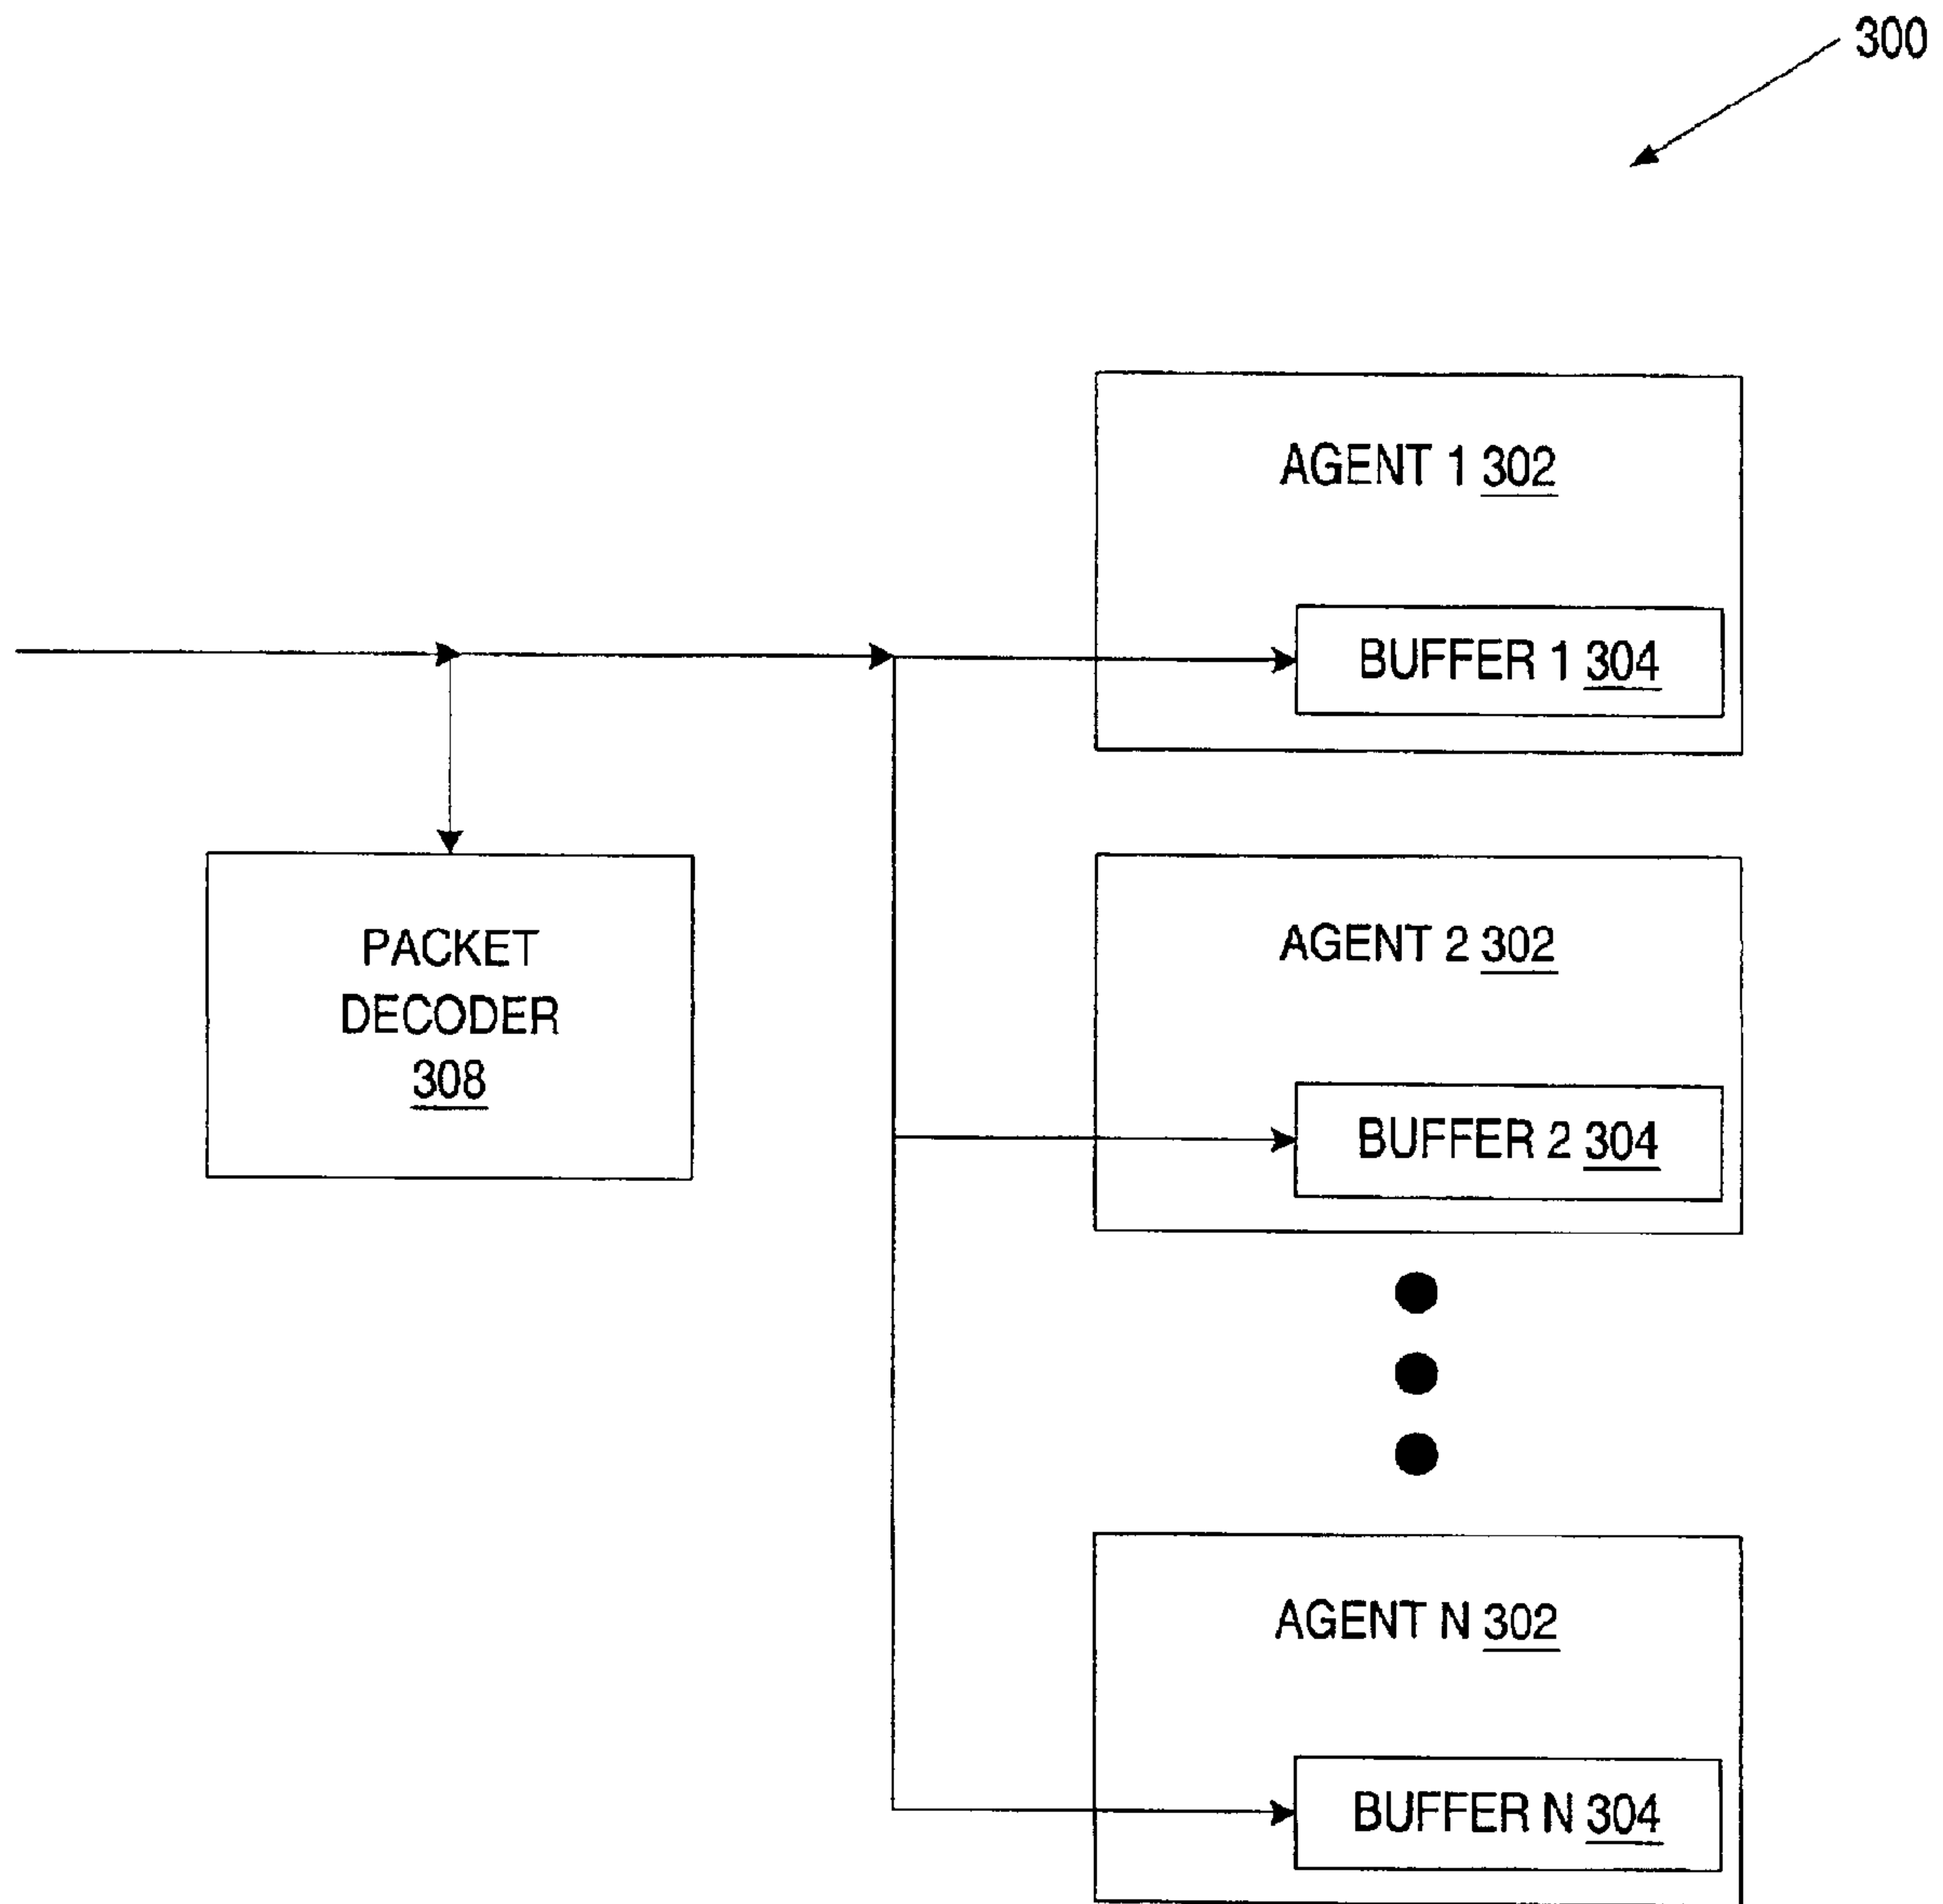 300
AGENT 1 302
BUFFER 1 304
PACKET
DECODER
308
AGENT 2 302
BUFFER 2 304
AGENT N 302
BUFFER N 304